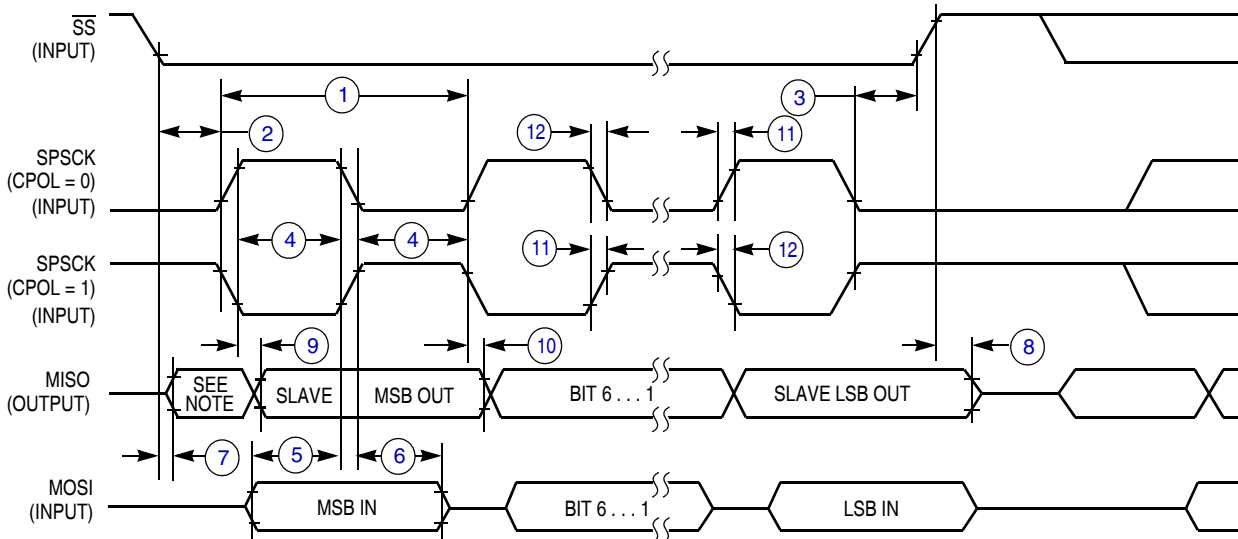 SS
(INPUT)
1
3
2
12
11
SPSCK
(CPOL = 0)
(INPUT)
4
4
11
12
SPSCK
(CPOL = 1)
(INPUT)
9
10
8
MISO
(OUTPUT)
SEE
NOTE
SLAVE
MSB OUT
BIT 6 . . . 1
SLAVE LSB OUT
7
5
6
MOSI
(INPUT)
MSB IN
BIT 6 . . . 1
LSB IN